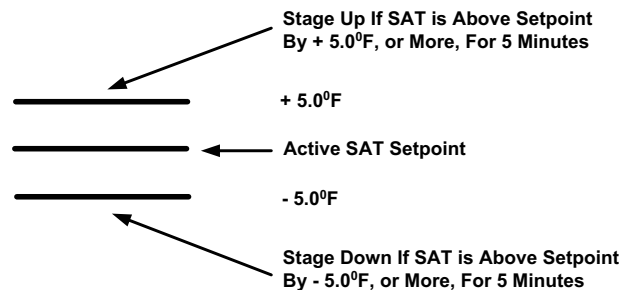 Stage Up If SAT is Above Setpoint
By + 5.0⁰F, or More, For 5 Minutes
+ 5.0⁰F
Active SAT Setpoint
- 5.0⁰F
Stage Down If SAT is Above Setpoint
By - 5.0⁰F, or More, For 5 Minutes